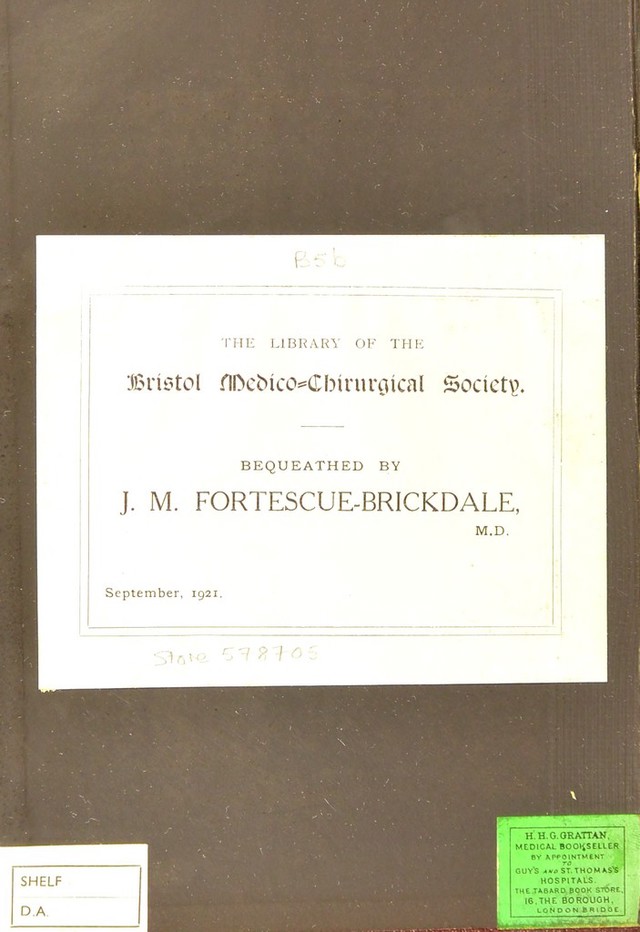 B5b
THE LIBRARY OF THE
Bristol Medico=Chirurgical Society.
BEQUEATHED BY
J. M. FORTESCUE-BRICKDALE,
M.D.
September, 1921.
Store 578705
SHELF
D.A.
H. H. G. GRATTAN,
MEDICAL BOOKSELLER
BY APPOINTMENT
TO
GUY'S AND ST. THOMAS'S
HOSPITALS.
THE TABARD BOOK STORE,
16, THE BOROUGH,
LONDON BRIDGE